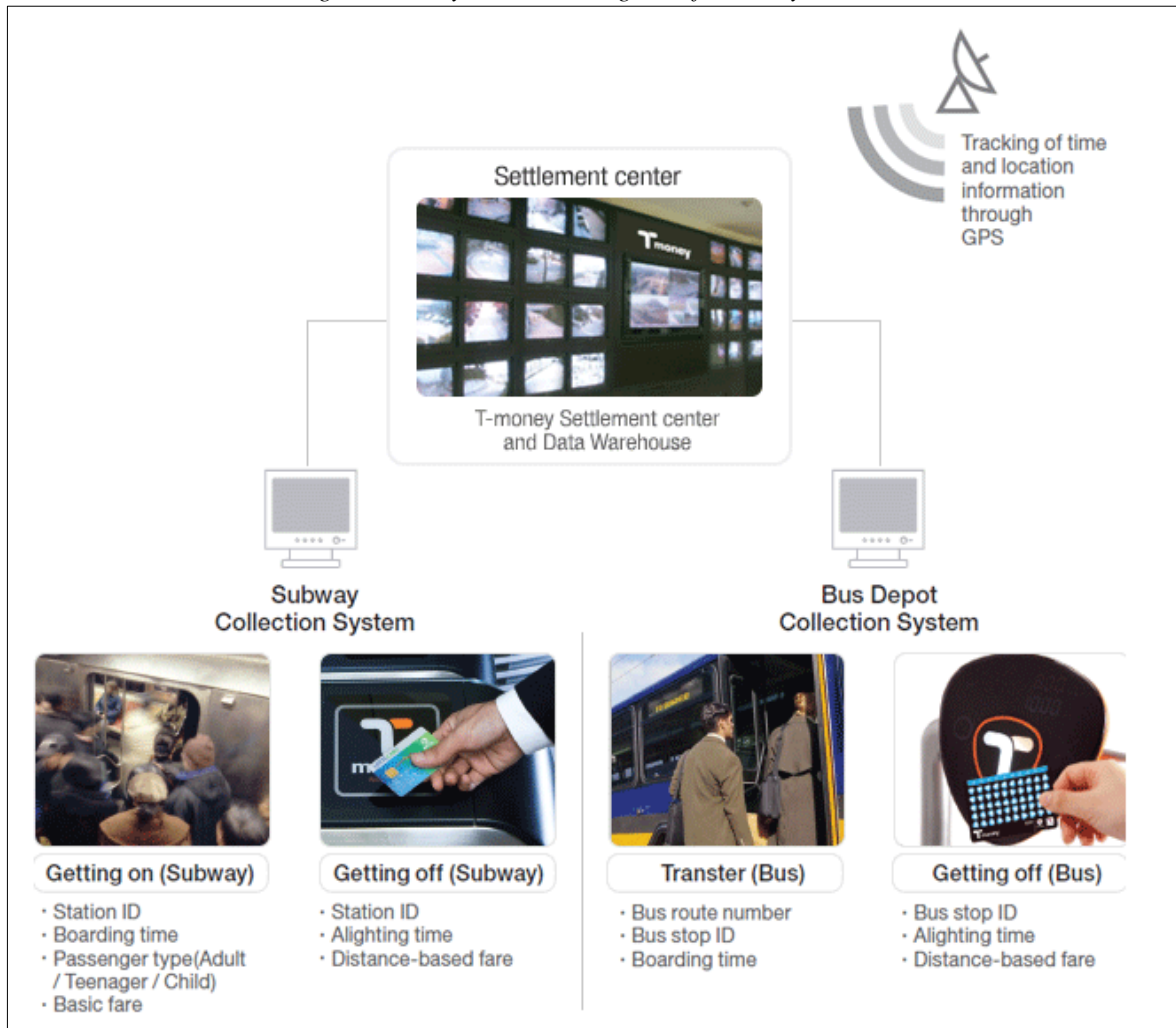 Tracking of time
and location
information
through
GPS
Settlement center
T money
T-money Settlement center
and Data Warehouse
Subway
Collection System
Bus Depot
Collection System
Getting on (Subway)
· Station ID
· Boarding time
· Passenger type(Adult
/ Teenager / Child)
· Basic fare
Getting off (Subway)
· Station ID
· Alighting time
· Distance-based fare
Transter (Bus)
· Bus route number
· Bus stop ID
· Boarding time
T money
Getting off (Bus)
· Bus stop ID
· Alighting time
· Distance-based fare